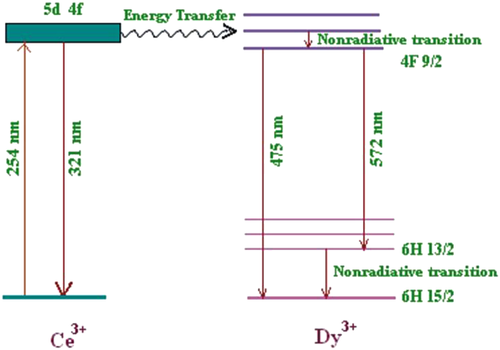 5d 4f
Energy Transfer
Nonradiative transition
4F 9/2
254 nm
321 nm
475 nm
572 nm
6H 13/2
Nonradiative transition
6H 15/2
Ce3+
Dy3+